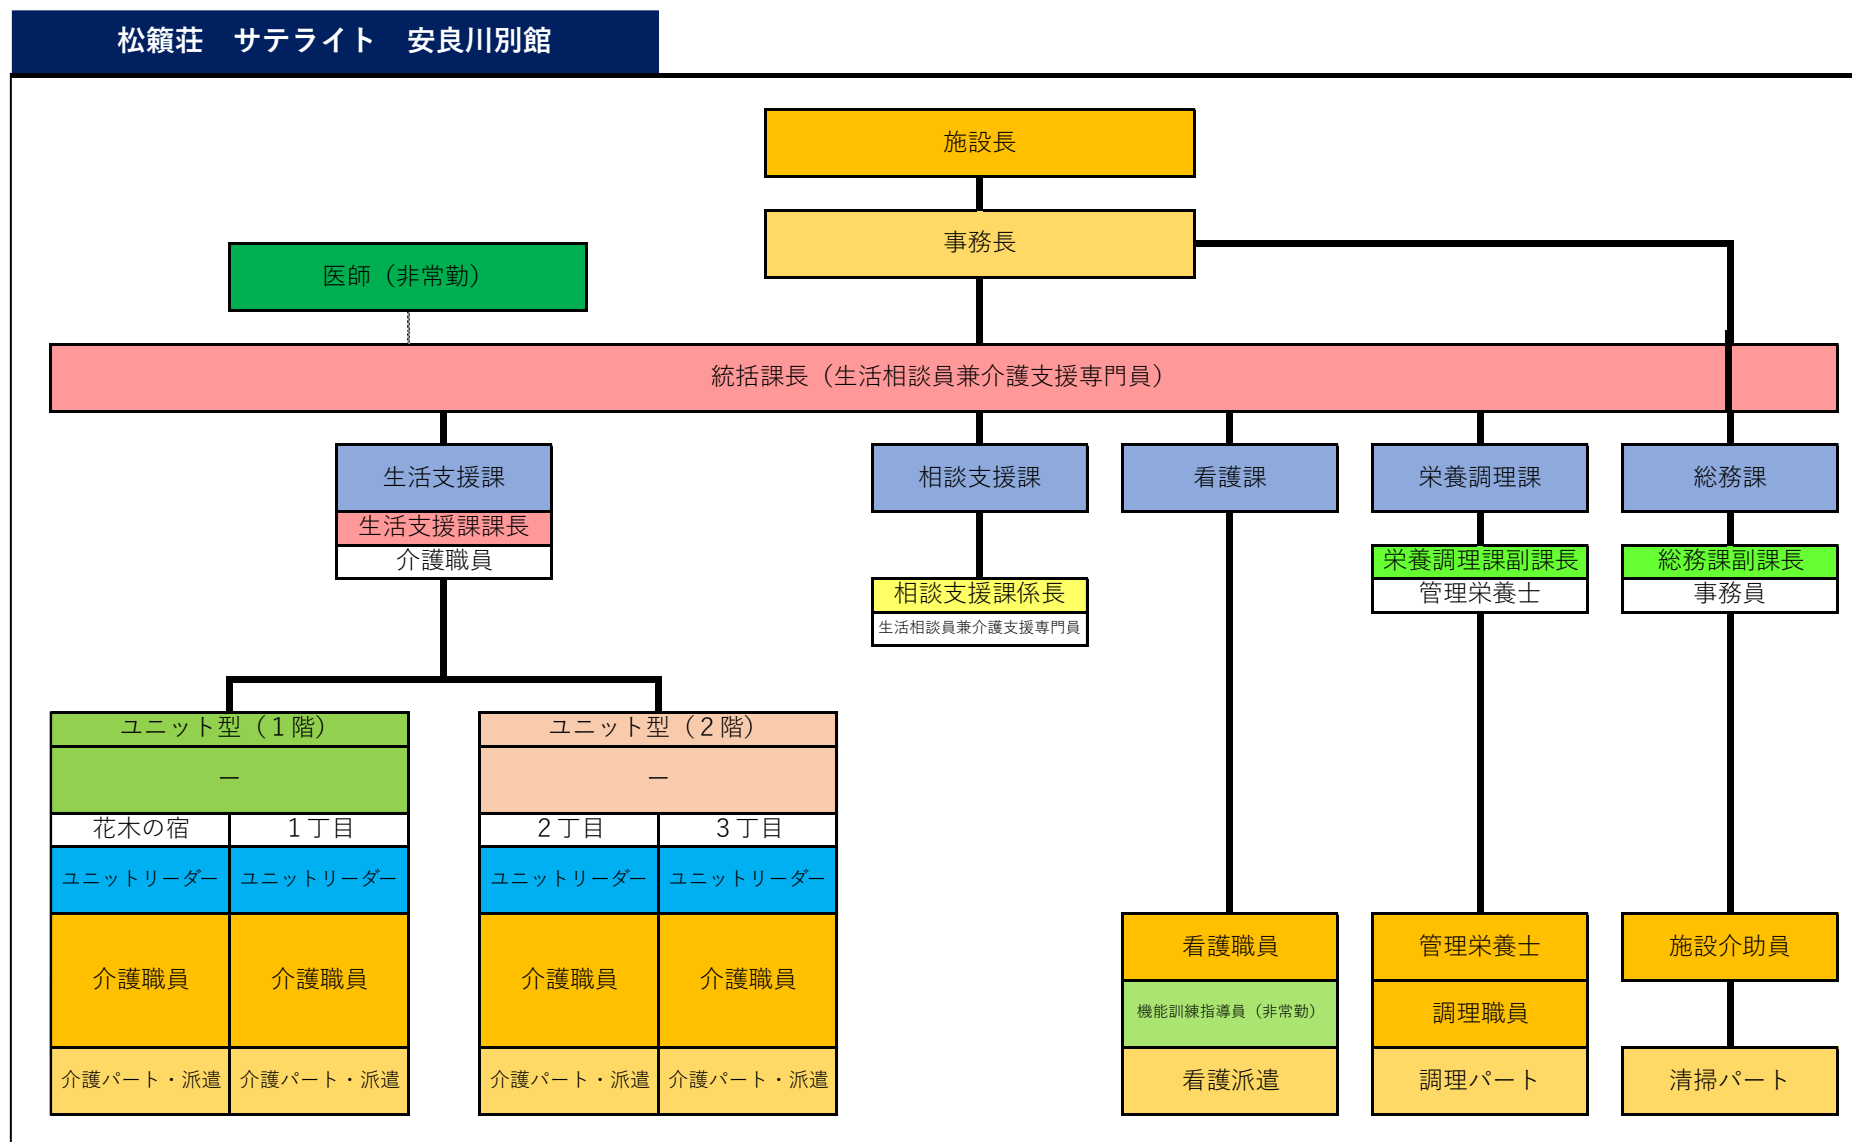 松籟荘　サテライト　安良川別館
施設長
事務長
医師（非常勤）
統括課長（生活相談員兼介護支援専門員）
生活支援課
相談支援課
看護課
栄養調理課
総務課
生活支援課課長
介護職員
栄養調理課副課長
総務課副課長
相談支援課係長
管理栄養士
事務員
生活相談員兼介護支援専門員
ユニット型（１階）
ユニット型（２階）
ー
ー
花木の宿
１丁目
２丁目
３丁目
ユニットリーダー
ユニットリーダー
ユニットリーダー
ユニットリーダー
介護職員
介護職員
介護職員
介護職員
看護職員
管理栄養士
施設介助員
機能訓練指導員（非常勤）
調理職員
介護パート・派遣
介護パート・派遣
介護パート・派遣
介護パート・派遣
看護派遣
調理パート
清掃パート